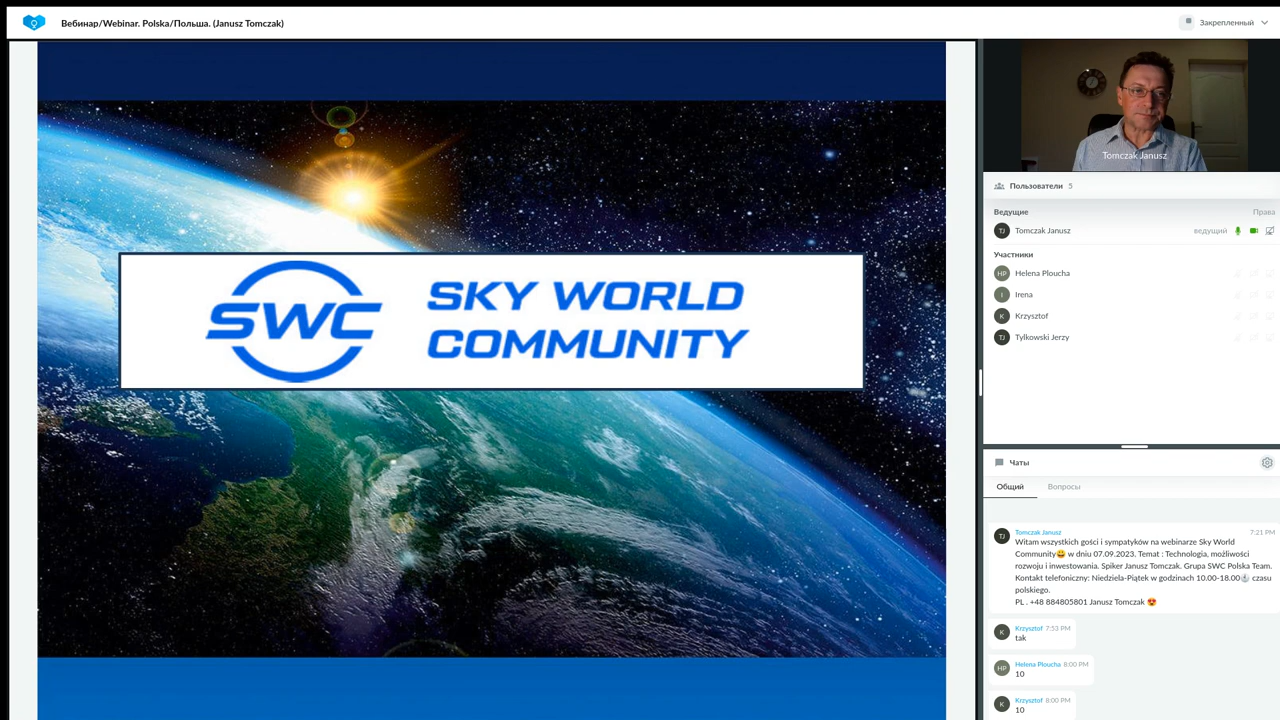 Вебинар/Webinar. Polska/Польша. (Janusz Tomczak)
Закрепленный
SWC
SKY WORLD
COMMUNITY
Tomczak Janusz
Пользователи 5
Ведущие
Права
TJ
Tomczak Janusz
ведущий
Участники
HP
Helena Ploucha
I
Irena
K
Krzysztof
TJ
Tylkowski Jerzy
Чаты
Общий
Вопросы
TJ
Tomczak Janusz
7:21 PM
Witam wszystkich gości i sympatyków na webinarze Sky World
Community😀 w dniu 07.09.2023. Temat : Technologia, możliwości
rozwoju i inwestowania. Spiker Janusz Tomczak. Grupa SWC Polska Team.
Kontakt telefoniczny: Niedziela-Piątek w godzinach 10.00-18.00⏱️ czasu
polskiego.
PL . +48 884805801 Janusz Tomczak 😍
K
Krzysztof 7:53 PM
tak
HP
Helena Ploucha 8:00 PM
10
K
Krzysztof 8:00 PM
10